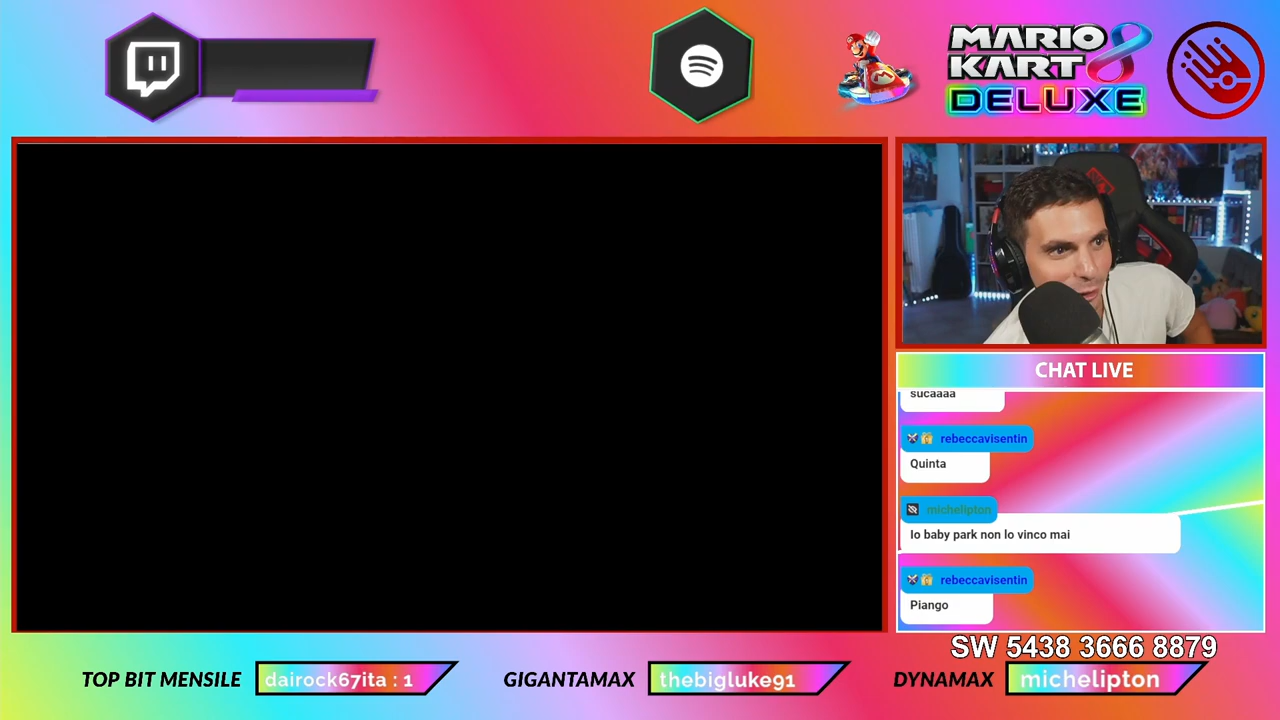 MARIO
KART 8
DELUXE
CHAT LIVE
sucaaaa
rebeccavisentin
Quinta
michelipton
Io baby park non lo vinco mai
rebeccavisentin
Piango
SW 5438 3666 8879
TOP BIT MENSILE
dairock67ita : 1
GIGANTAMAX
thebigluke91
DYNAMAX
michelipton